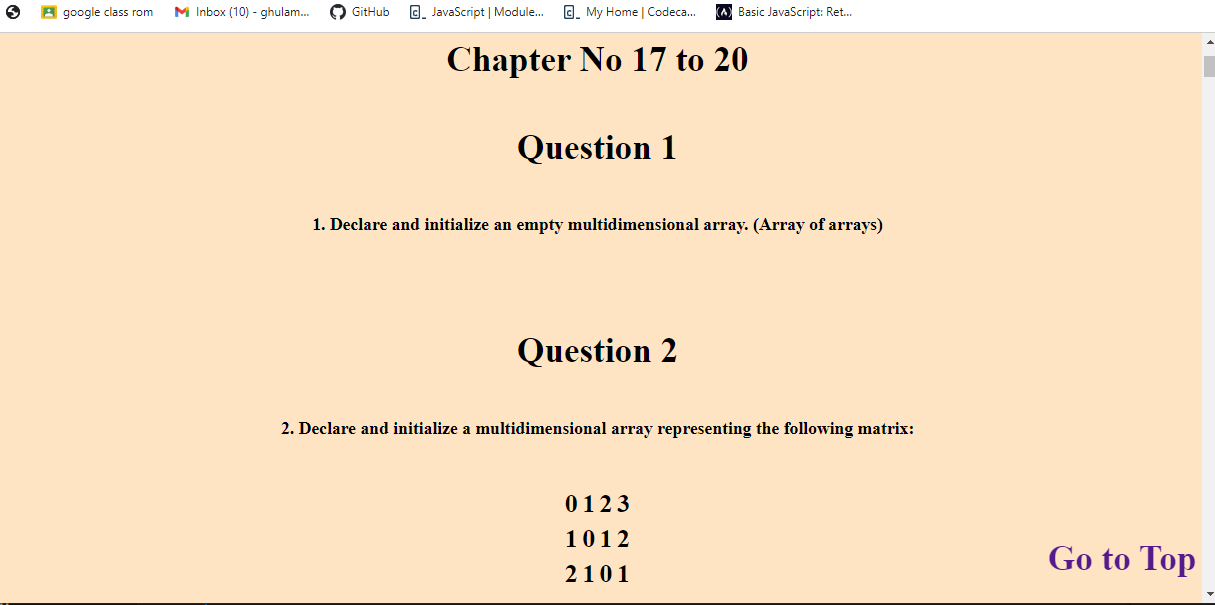 google class rom Inbox (10) - ghulam... GitHub JavaScript | Module... My Home | Codeca... Basic JavaScript: Ret...
Chapter No 17 to 20
Question 1
1. Declare and initialize an empty multidimensional array. (Array of arrays)
Question 2
2. Declare and initialize a multidimensional array representing the following matrix:
0 1 2 3
1 0 1 2
2 1 0 1
Go to Top